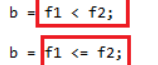 b = f1 < f2;
b = f1 <= f2;